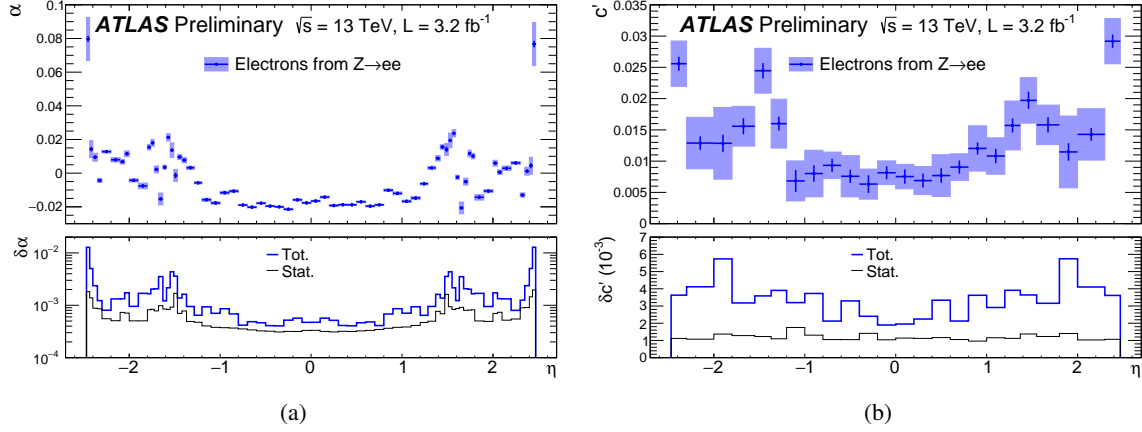 α
0.1
ATLAS Preliminary √s = 13 TeV, L = 3.2 fb⁻¹
0.08
Electrons from Z→ee
0.06
0.04
0.02
0
−0.02
δα
10⁻²
Tot.
Stat.
10⁻³
10⁻⁴
−2 −1 0 1 2 η
(a)
c'
0.035
ATLAS Preliminary √s = 13 TeV, L = 3.2 fb⁻¹
0.03
Electrons from Z→ee
0.025
0.02
0.015
0.01
0.005
0
δc' (10⁻³)
7
Tot.
6
Stat.
5
4
3
2
1
0
−2 −1 0 1 2 η
(b)